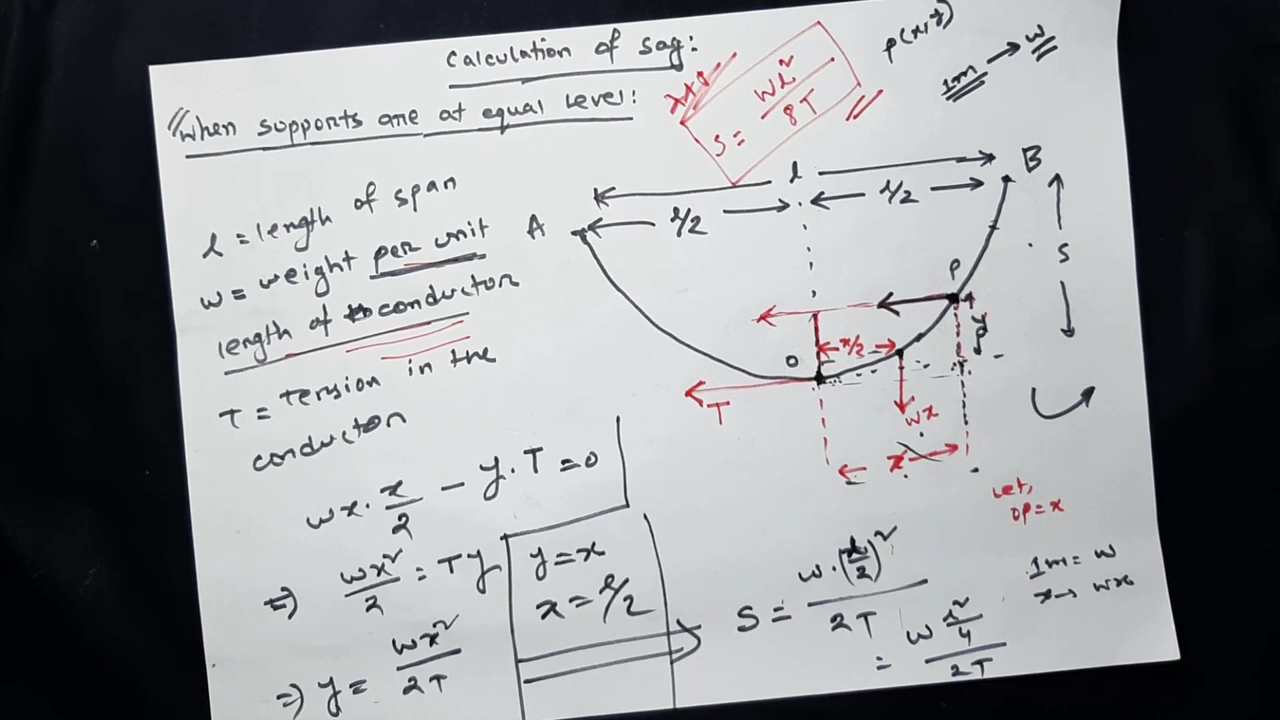 Calculation of sag:
When supports are at equal level:
S = wl²/8T
P(x,y)
1m → w
l = length of span
w = weight per unit
length of conductor
T = tension in the
conductor
l
l/2
l/2
A
B
S
P
y
O
x/2
T
wx
x
Let,
OP = x
1m = w
x → wx
wx · x/2 − y · T = 0
⇒ wx²/2 = Ty
⇒ y = wx²/2T
y = x
x = l/2
S = w · (l/2)²/2T
= w l²/4/2T